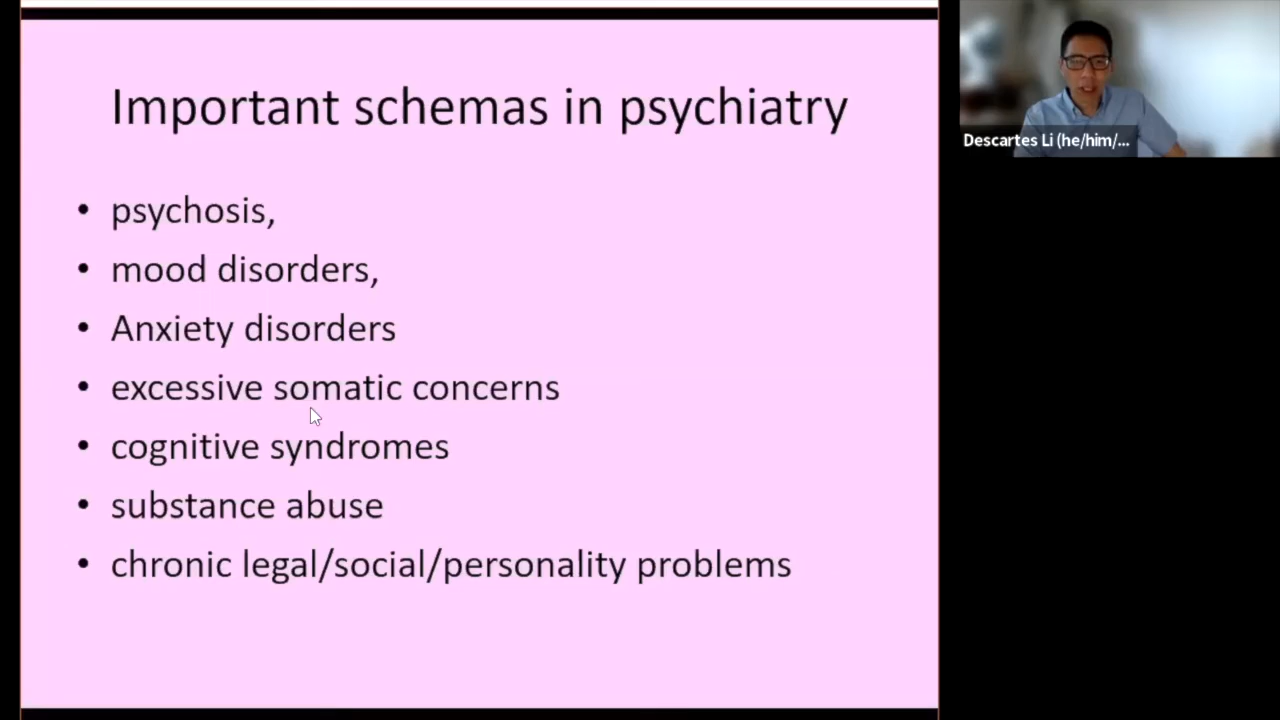 Important schemas in psychiatry
• psychosis,
• mood disorders,
• Anxiety disorders
• excessive somatic concerns
• cognitive syndromes
• substance abuse
• chronic legal/social/personality problems
Descartes Li (he/him/...